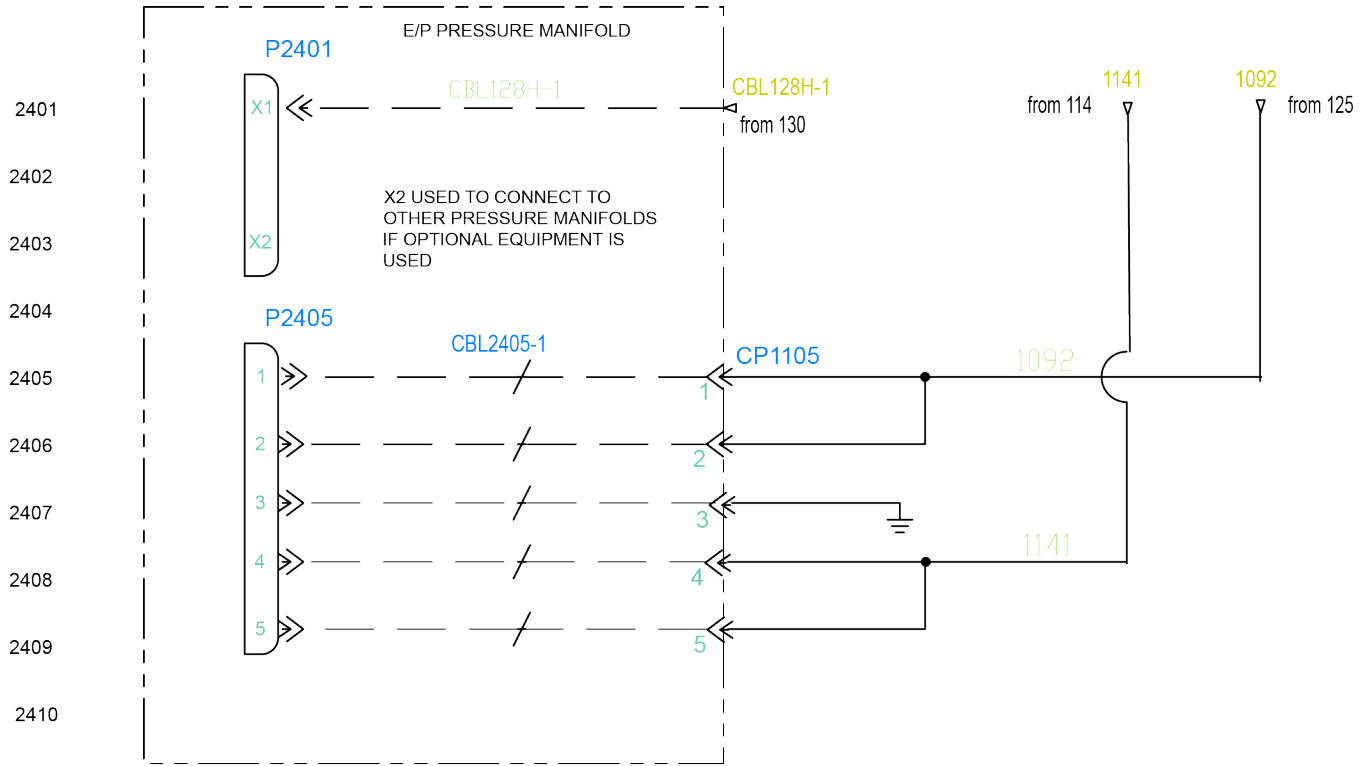 E/P PRESSURE MANIFOLD
P2401
CBL128H-1
CBL128H-1
1141
1092
2401
X1
from 130
from 114
from 125
2402
X2 USED TO CONNECT TO
OTHER PRESSURE MANIFOLDS
IF OPTIONAL EQUIPMENT IS
USED
2403
X2
2404
P2405
CBL2405-1
CP1105
1092
2405
1
1
2406
2
2
2407
3
3
1141
2408
4
4
2409
5
5
2410